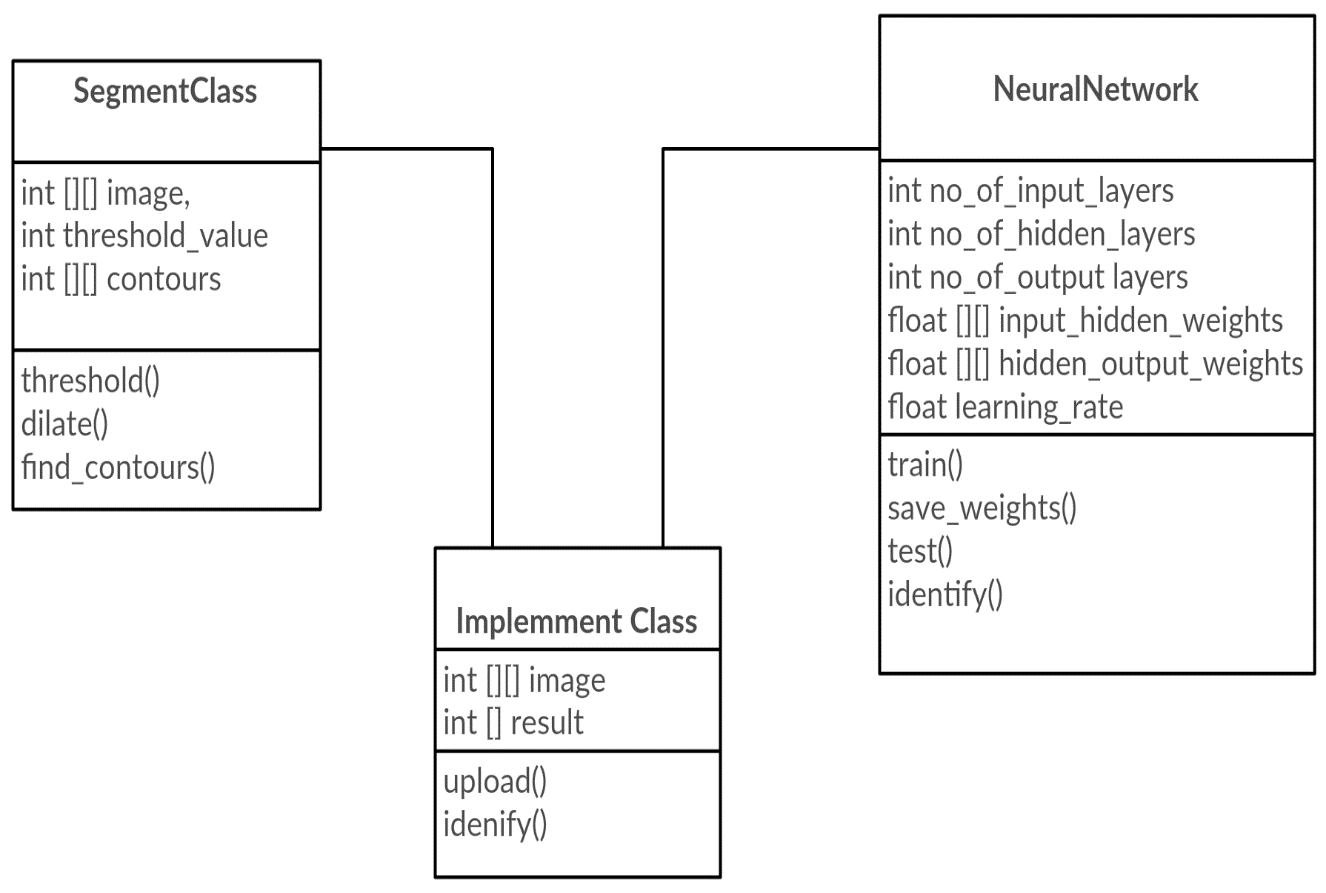 SegmentClass
int [][] image,
int threshold_value
int [][] contours
threshold()
dilate()
find_contours()
NeuralNetwork
int no_of_input_layers
int no_of_hidden_layers
int no_of_output layers
float [][] input_hidden_weights
float [][] hidden_output_weights
float learning_rate
train()
save_weights()
test()
identify()
Implemment Class
int [][] image
int [] result
upload()
idenify()